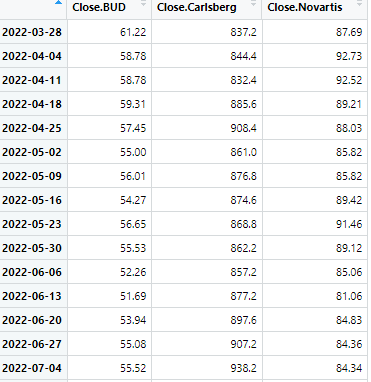 Close.BUD Close.Carlsberg Close.Novartis
2022-03-28 61.22 837.2 87.69
2022-04-04 58.78 844.4 92.73
2022-04-11 58.78 832.4 92.52
2022-04-18 59.31 885.6 89.21
2022-04-25 57.45 908.4 88.03
2022-05-02 55.00 861.0 85.82
2022-05-09 56.01 876.8 85.82
2022-05-16 54.27 874.6 89.42
2022-05-23 56.65 868.8 91.46
2022-05-30 55.53 862.2 89.12
2022-06-06 52.26 857.2 85.06
2022-06-13 51.69 877.2 81.06
2022-06-20 53.94 897.6 84.83
2022-06-27 55.08 907.2 84.36
2022-07-04 55.52 938.2 84.34